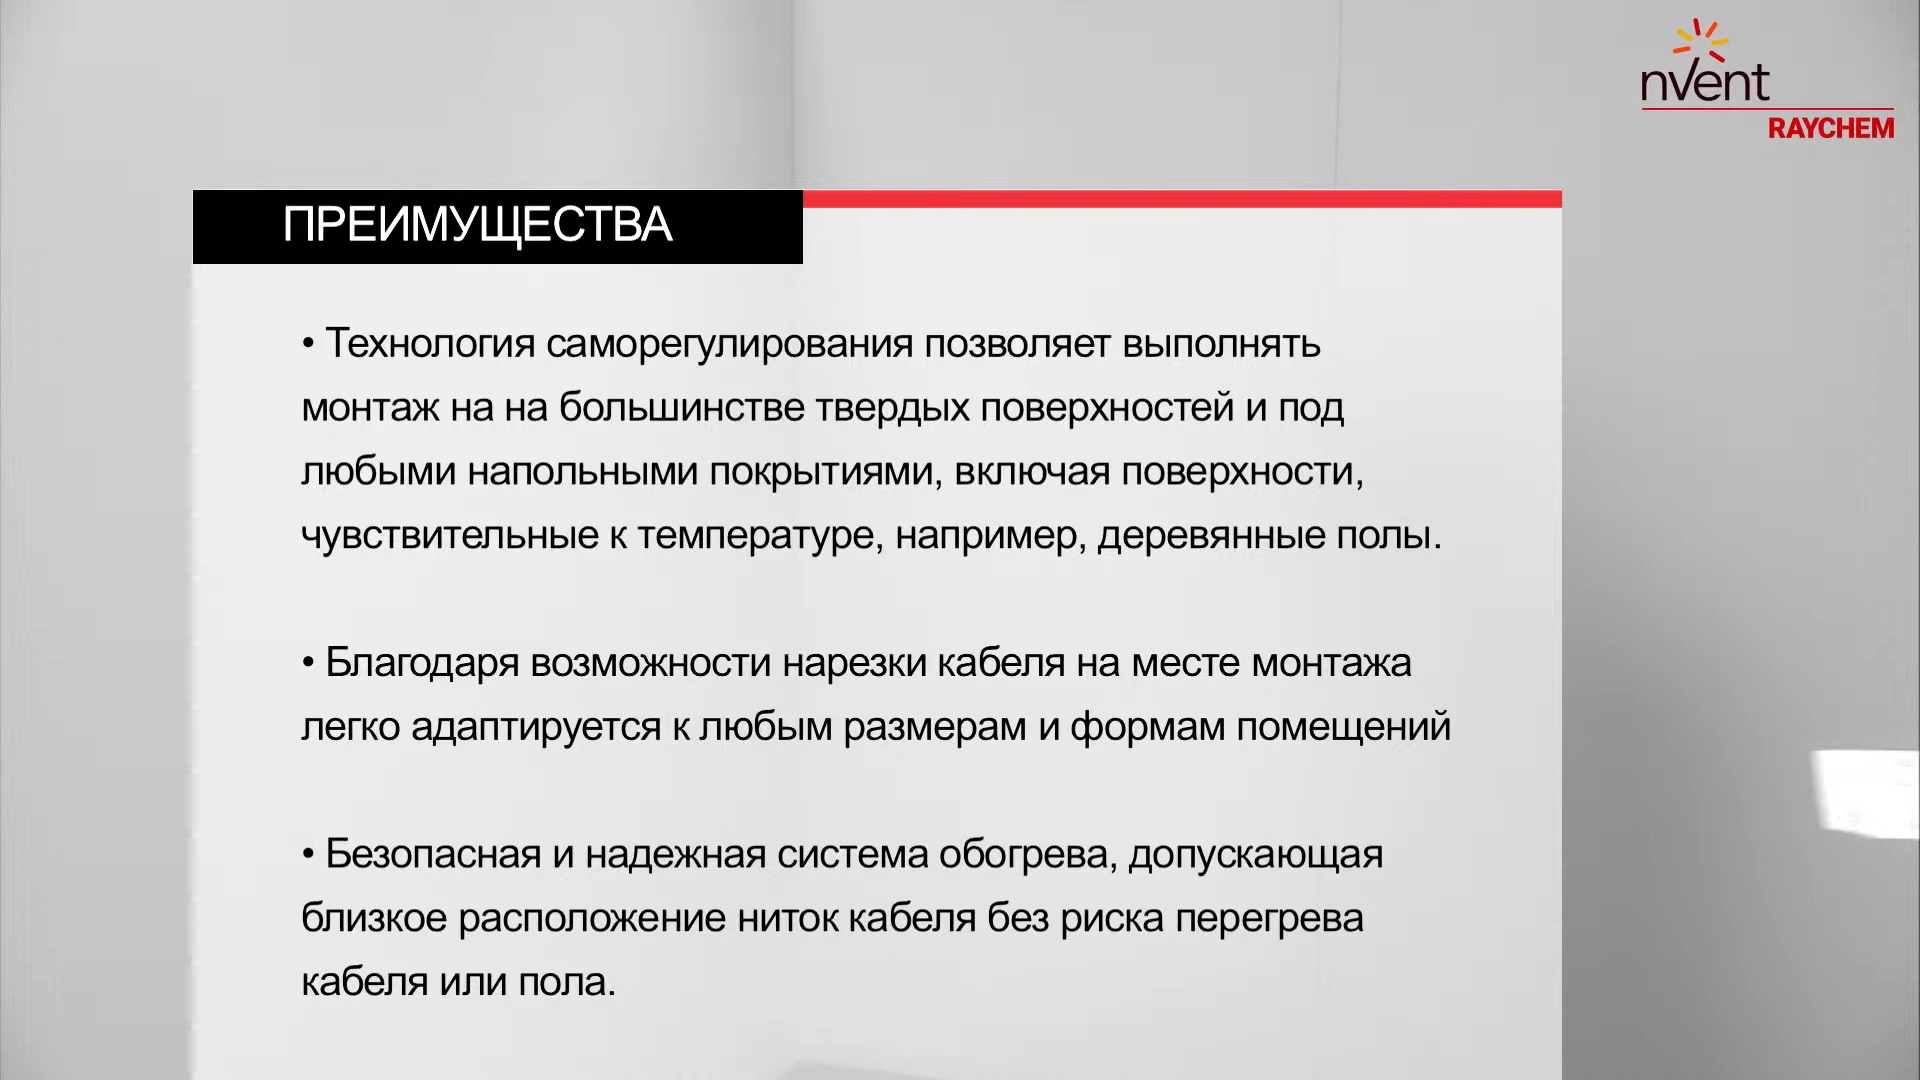 nvent
RAYCHEM
ПРЕИМУЩЕСТВА
• Технология саморегулирования позволяет выполнять
монтаж на на большинстве твердых поверхностей и под
любыми напольными покрытиями, включая поверхности,
чувствительные к температуре, например, деревянные полы.
• Благодаря возможности нарезки кабеля на месте монтажа
легко адаптируется к любым размерам и формам помещений
• Безопасная и надежная система обогрева, допускающая
близкое расположение ниток кабеля без риска перегрева
кабеля или пола.